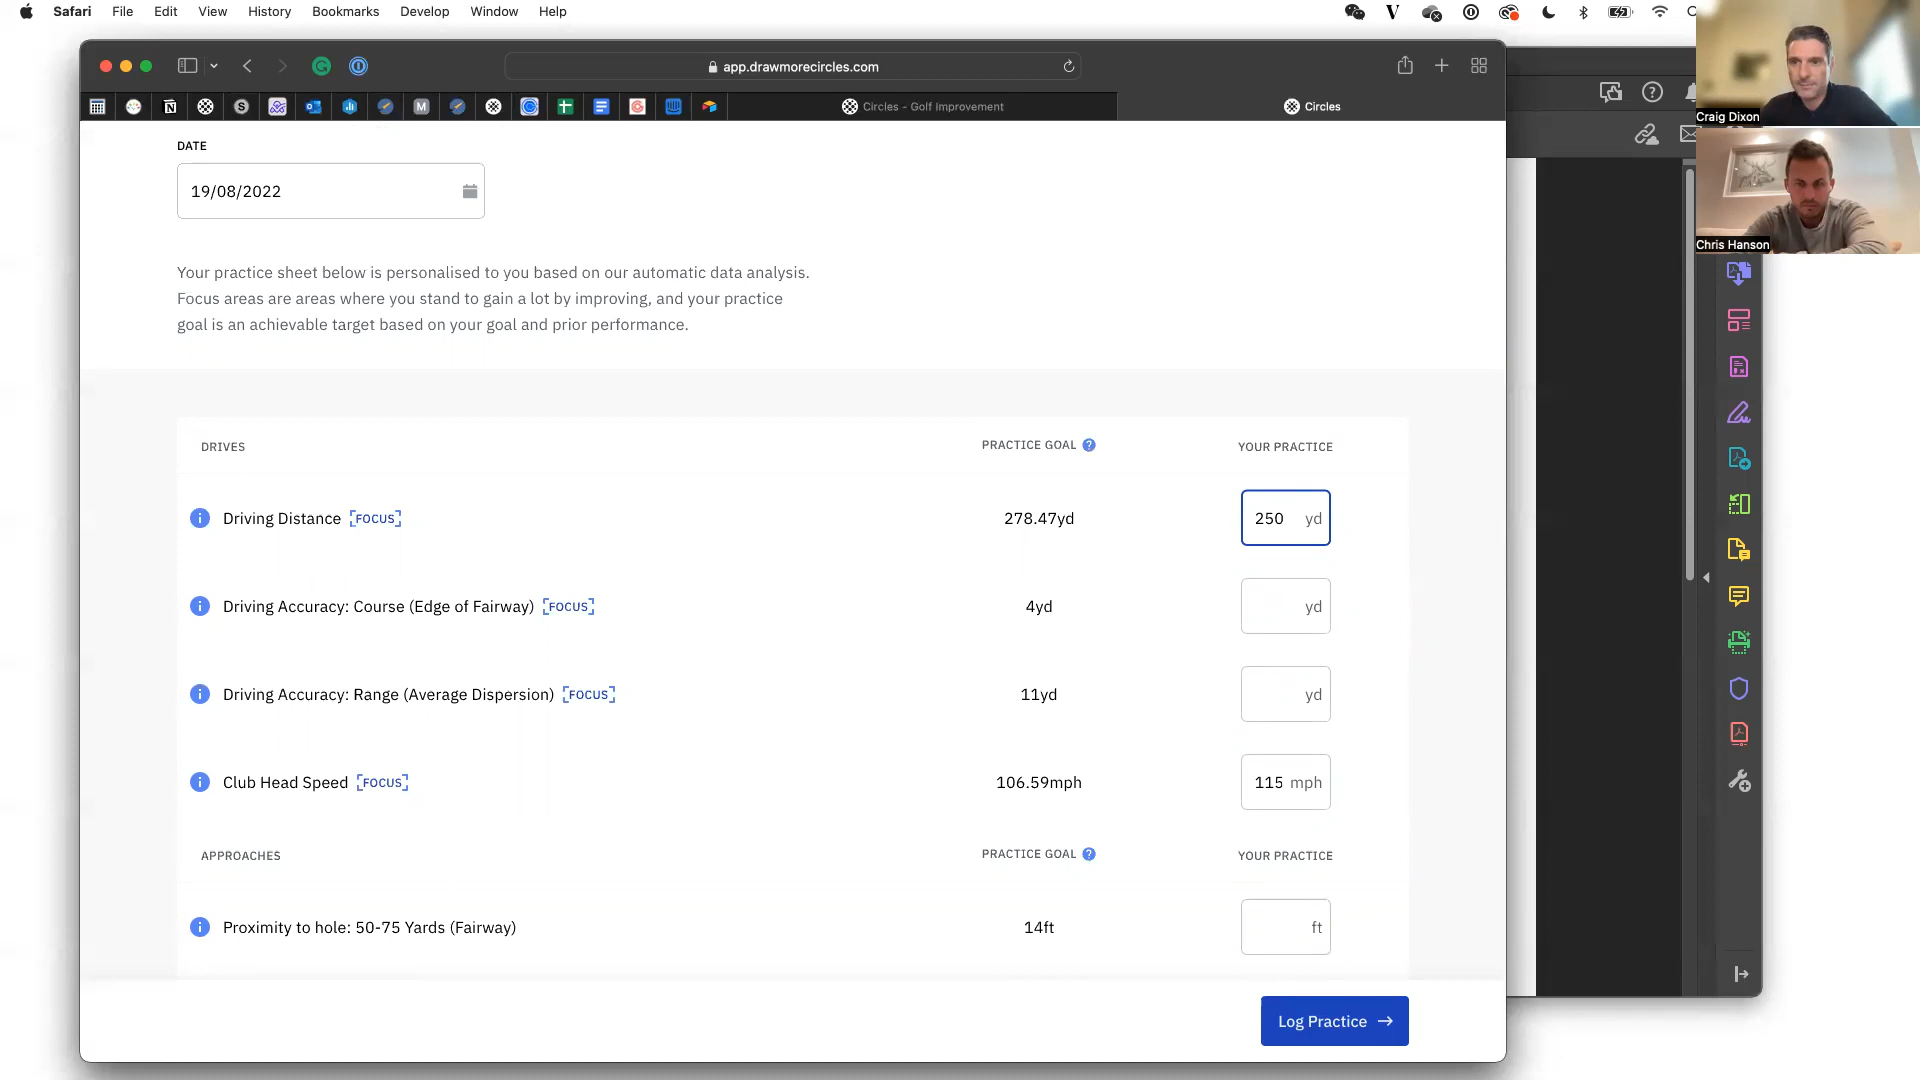 Safari File Edit View History Bookmarks Develop Window Help
app.drawmorecircles.com
Circles - Golf Improvement
Circles
Craig Dixon
Chris Hanson
DATE
19/08/2022
Your practice sheet below is personalised to you based on our automatic data analysis.
Focus areas are areas where you stand to gain a lot by improving, and your practice
goal is an achievable target based on your goal and prior performance.
DRIVES PRACTICE GOAL ? YOUR PRACTICE
Driving Distance [FOCUS] 278.47yd 250 yd
Driving Accuracy: Course (Edge of Fairway) [FOCUS] 4yd yd
Driving Accuracy: Range (Average Dispersion) [FOCUS] 11yd yd
Club Head Speed [FOCUS] 106.59mph 115 mph
APPROACHES PRACTICE GOAL ? YOUR PRACTICE
Proximity to hole: 50-75 Yards (Fairway) 14ft ft
Log Practice →